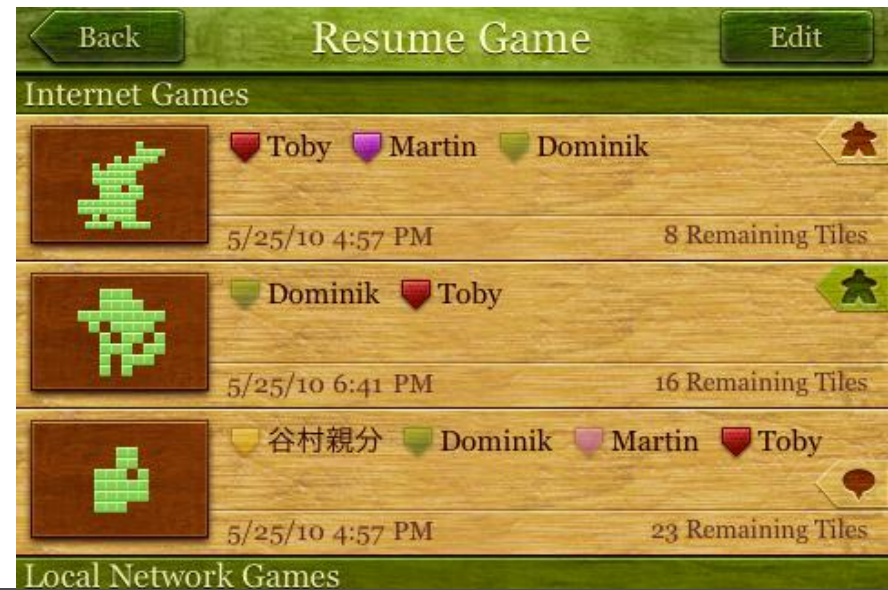 Back Resume Game Edit
Internet Games
Toby Martin Dominik
5/25/10 4:57 PM 8 Remaining Tiles
Dominik Toby
5/25/10 6:41 PM 16 Remaining Tiles
谷村親分 Dominik Martin Toby
5/25/10 4:57 PM 23 Remaining Tiles
Local Network Games